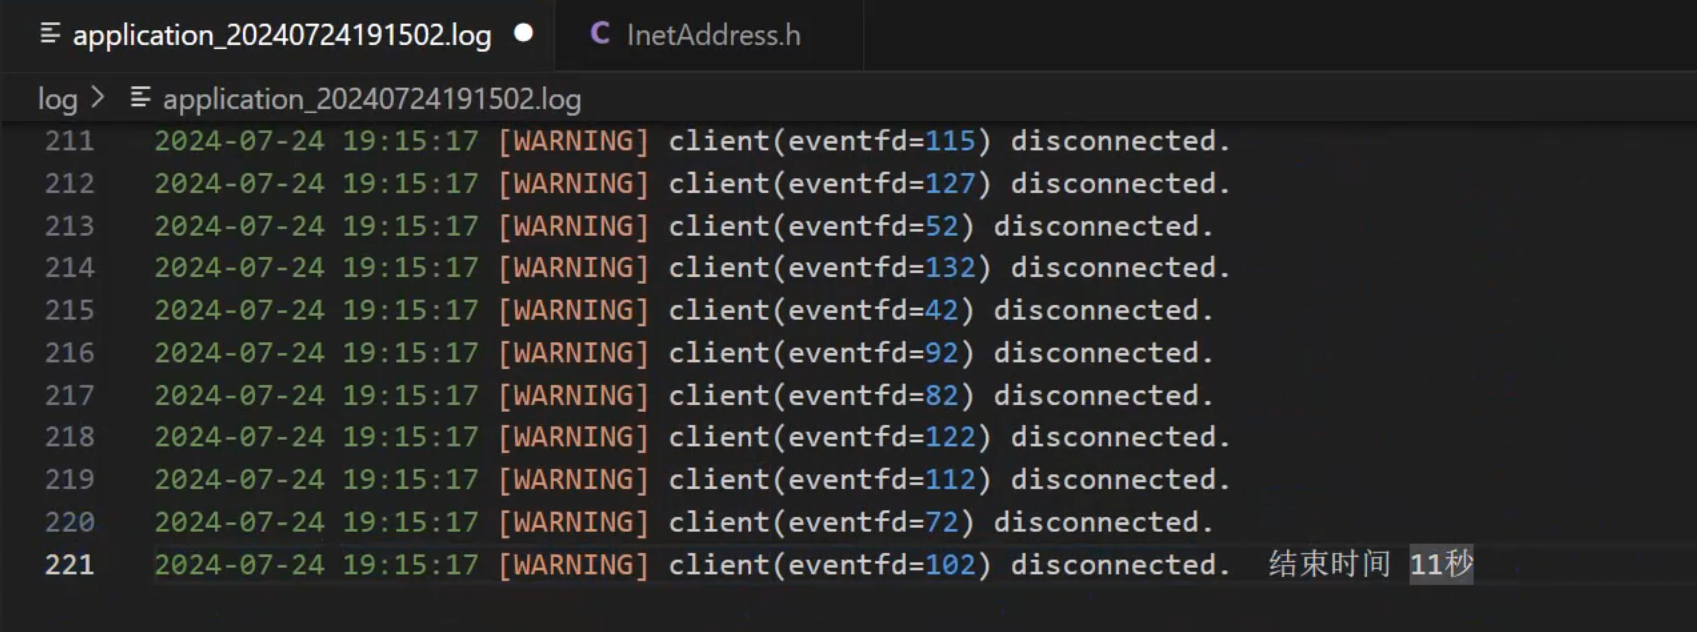 application_20240724191502.log ● C InetAddress.h
log > application_20240724191502.log
211 2024-07-24 19:15:17 [WARNING] client(eventfd=115) disconnected.
212 2024-07-24 19:15:17 [WARNING] client(eventfd=127) disconnected.
213 2024-07-24 19:15:17 [WARNING] client(eventfd=52) disconnected.
214 2024-07-24 19:15:17 [WARNING] client(eventfd=132) disconnected.
215 2024-07-24 19:15:17 [WARNING] client(eventfd=42) disconnected.
216 2024-07-24 19:15:17 [WARNING] client(eventfd=92) disconnected.
217 2024-07-24 19:15:17 [WARNING] client(eventfd=82) disconnected.
218 2024-07-24 19:15:17 [WARNING] client(eventfd=122) disconnected.
219 2024-07-24 19:15:17 [WARNING] client(eventfd=112) disconnected.
220 2024-07-24 19:15:17 [WARNING] client(eventfd=72) disconnected.
221 2024-07-24 19:15:17 [WARNING] client(eventfd=102) disconnected. 结束时间 11秒